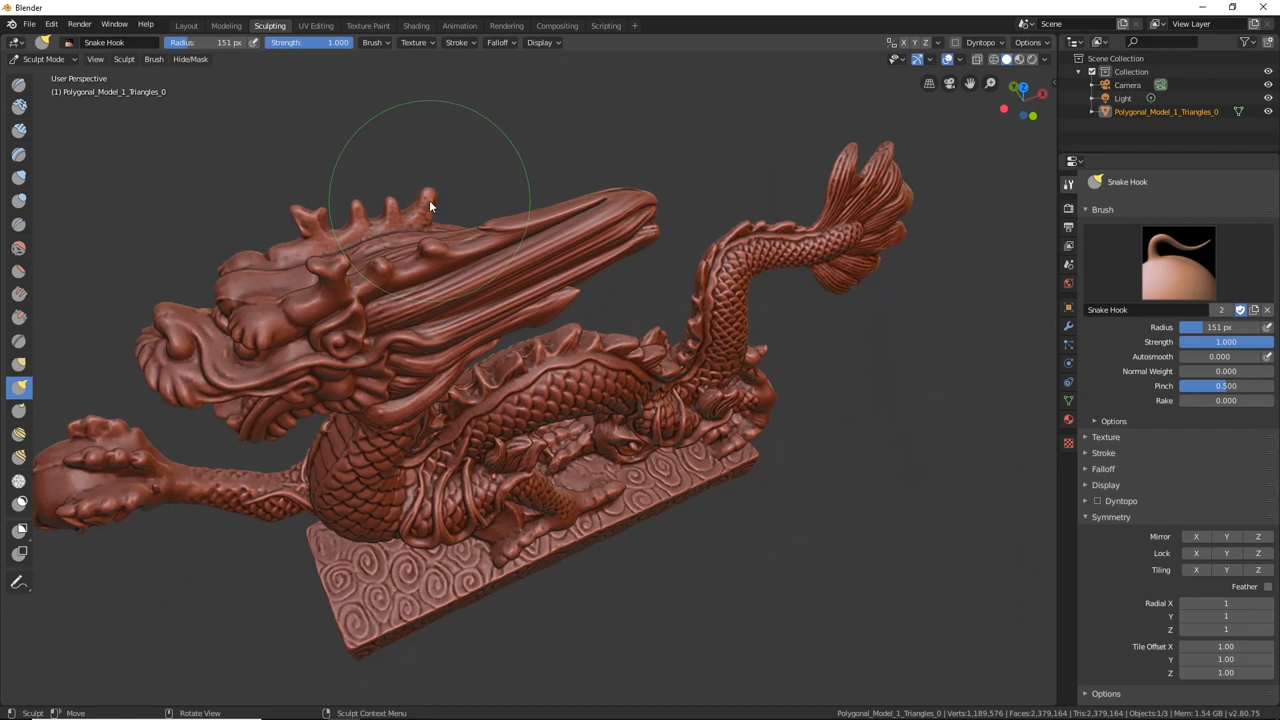 Blender
File Edit Render Window Help
Layout Modeling Sculpting UV Editing Texture Paint Shading Animation Rendering Compositing Scripting +
Scene
View Layer
Snake Hook Radius: 151 px Strength: 1.000 Brush Texture Stroke Falloff Display
X Y Z Dyntopo Options
Sculpt Mode View Sculpt Brush Hide/Mask
User Perspective
(1) Polygonal_Model_1_Triangles_0
Y Z X
Scene Collection
Collection
Camera
Light
Polygonal_Model_1_Triangles_0
Snake Hook
Brush
Snake Hook 2
Radius 151 px
Strength 1.000
Autosmooth 0.000
Normal Weight 0.000
Pinch 0.500
Rake 0.000
Options
Texture
Stroke
Falloff
Display
Dyntopo
Symmetry
Mirror X Y Z
Lock X Y Z
Tiling X Y Z
Feather
Radial X 1
Y 1
Z 1
Tile Offset X 1.00
Y 1.00
Z 1.00
Options
Sculpt Move Rotate View Sculpt Context Menu
Polygonal_Model_1_Triangles_0 | Verts:1,189,576 | Faces:2,379,164 | Tris:2,379,164 | Objects:1/3 | Mem: 1.54 GB | v2.80.75